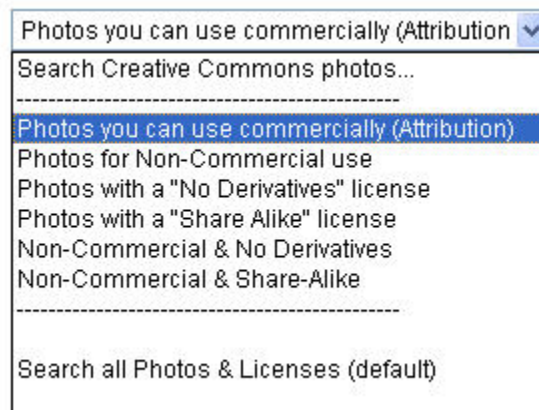 Photos you can use commercially (Attribution
Search Creative Commons photos...
-------------------------------------------
Photos you can use commercially (Attribution)
Photos for Non-Commercial use
Photos with a "No Derivatives" license
Photos with a "Share Alike" license
Non-Commercial & No Derivatives
Non-Commercial & Share-Alike
-------------------------------------------
Search all Photos & Licenses (default)